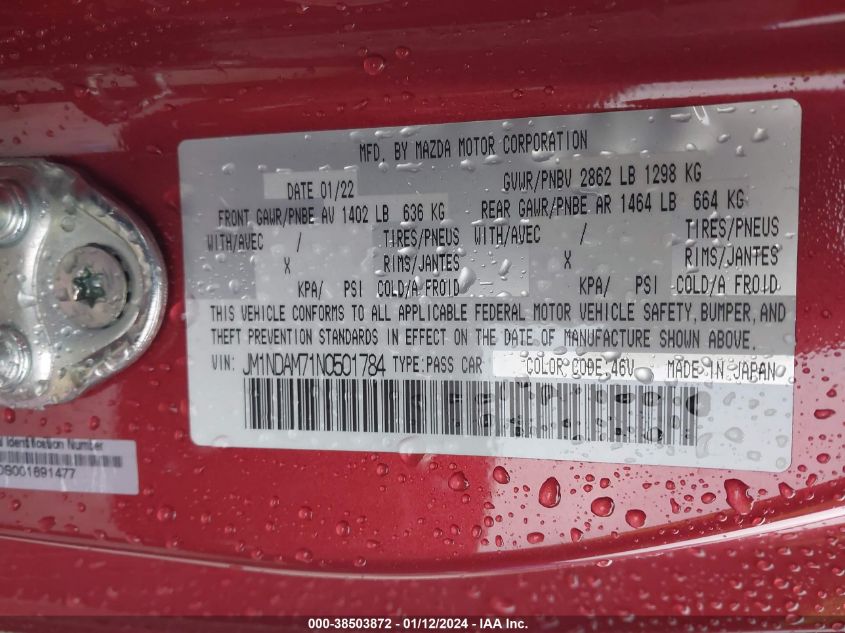 MFD. BY MAZDA MOTOR CORPORATION
DATE 01/22 GVWR/PNBV 2862 LB 1298 KG
FRONT GAWR/PNBE AV 1402 LB 636 KG REAR GAWR/PNBE AR 1464 LB 664 KG
WITH/AVEC / TIRES/PNEUS WITH/AVEC / TIRES/PNEUS
X RIMS/JANTES X RIMS/JANTES
KPA/ PSI COLD/A FROID KPA/ PSI COLD/A FROID
THIS VEHICLE CONFORMS TO ALL APPLICABLE FEDERAL MOTOR VEHICLE SAFETY, BUMPER, AND
THEFT PREVENTION STANDARDS IN EFFECT ON THE DATE OF MANUFACTURE SHOWN ABOVE.
VIN: JM1NDAM71N0501784 TYPE:PASS CAR COLOR CODE 46V MADE IN JAPAN
Identification Number
001891477
000-38503872 - 01/12/2024 - IAA Inc.